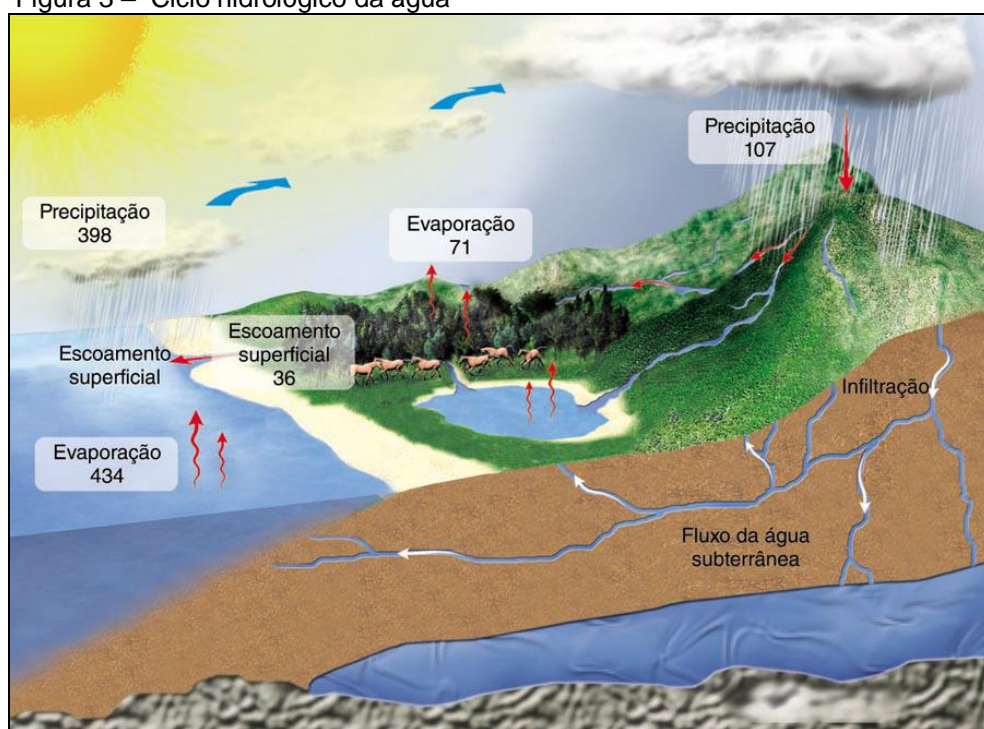 Figura 3 – Ciclo hidrológico da água
Precipitação
107
Precipitação
398
Evaporação
71
Escoamento
superficial
Escoamento
superficial
36
Infiltração
Evaporação
434
Fluxo da água
subterrânea